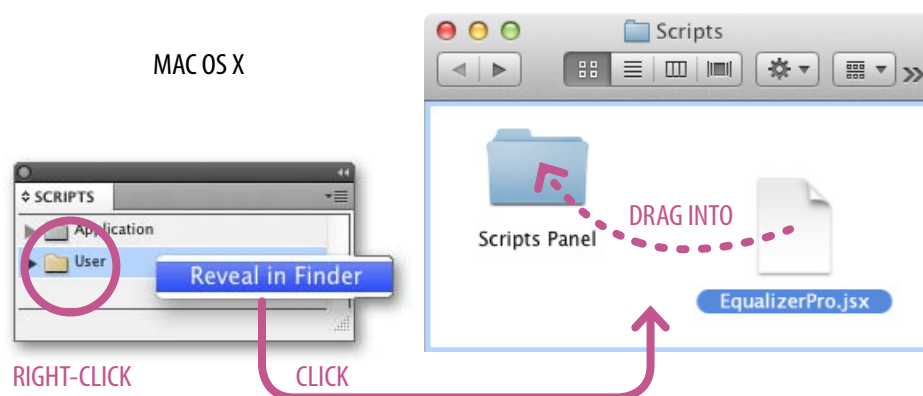 MAC OS X
SCRIPTS
Application
User
Reveal in Finder
RIGHT-CLICK
CLICK
Scripts
Scripts Panel
DRAG INTO
EqualizerPro.jsx